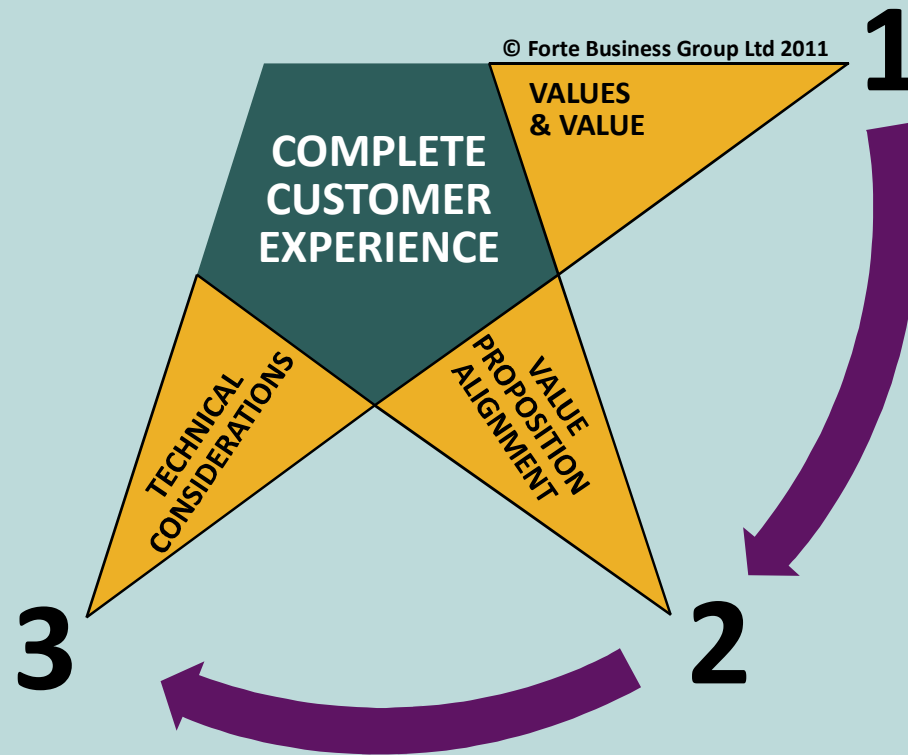 © Forte Business Group Ltd 2011
1
VALUES
& VALUE
COMPLETE
CUSTOMER
EXPERIENCE
VALUE
PROPOSITION
ALIGNMENT
TECHNICAL
CONSIDERATIONS
2
3